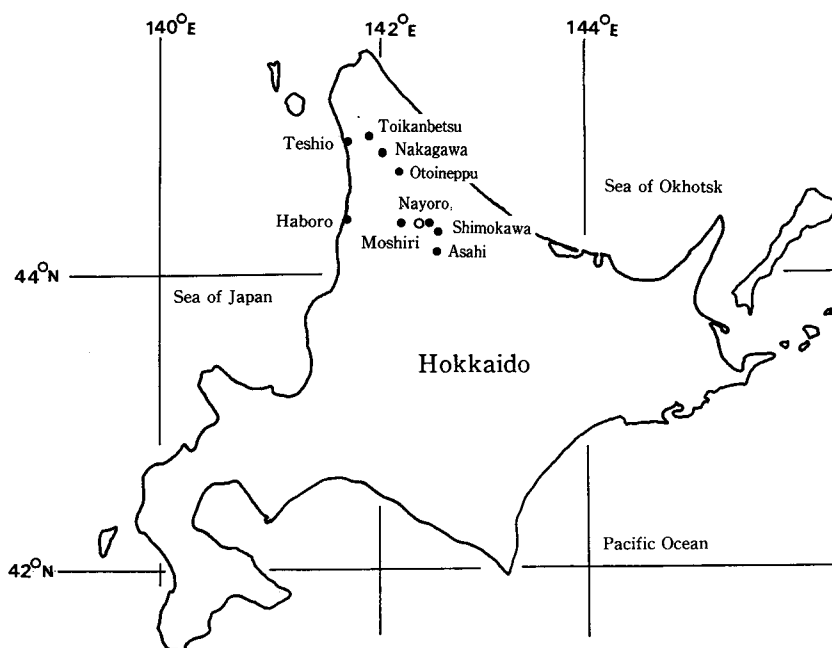 140°E
142°E
144°E
Toikanbetsu
Teshio
Nakagawa
Otoineppu
Sea of Okhotsk
Nayoro
Haboro
Shimokawa
Moshiri
Asahi
44°N
Sea of Japan
Hokkaido
Pacific Ocean
42°N